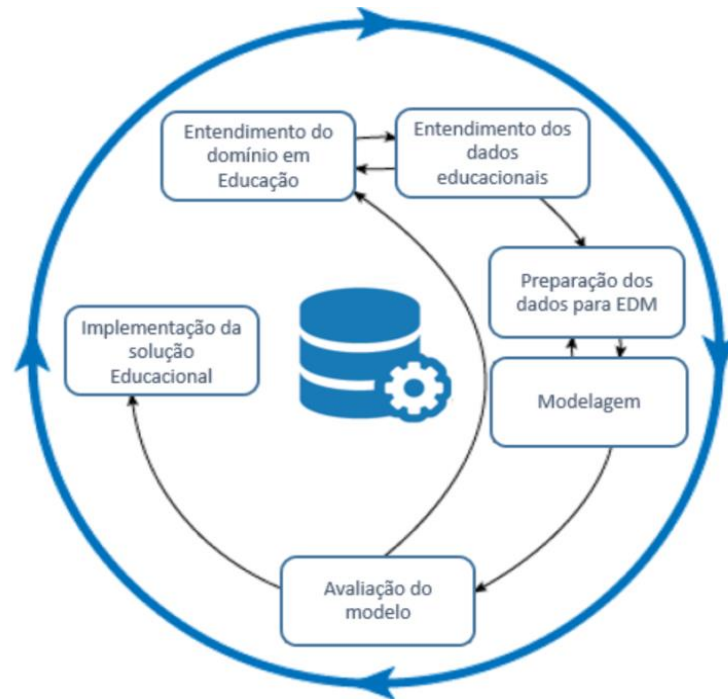 Entendimento do
domínio em
Educação
Entendimento dos
dados
educacionais
Preparação dos
dados para EDM
Implementação da
solução
Educacional
Modelagem
Avaliação do
modelo